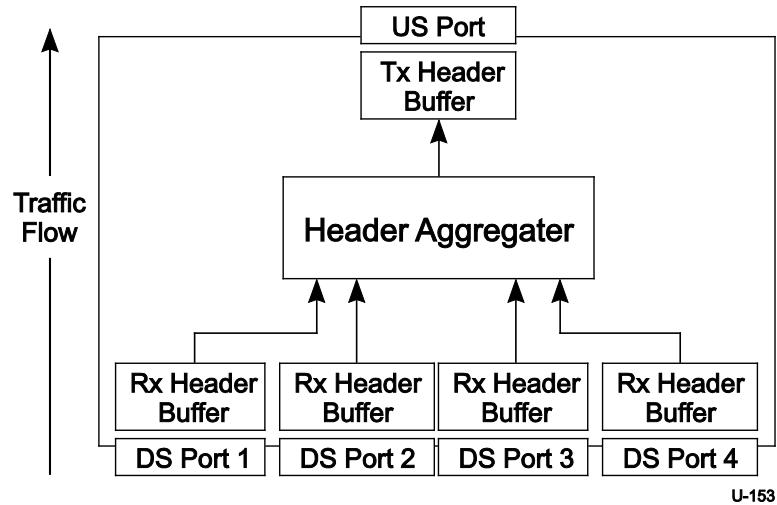 US Port
Tx Header
Buffer
Traffic
Flow
Header Aggregater
Rx Header
Buffer
Rx Header
Buffer
Rx Header
Buffer
Rx Header
Buffer
DS Port 1
DS Port 2
DS Port 3
DS Port 4
U-153